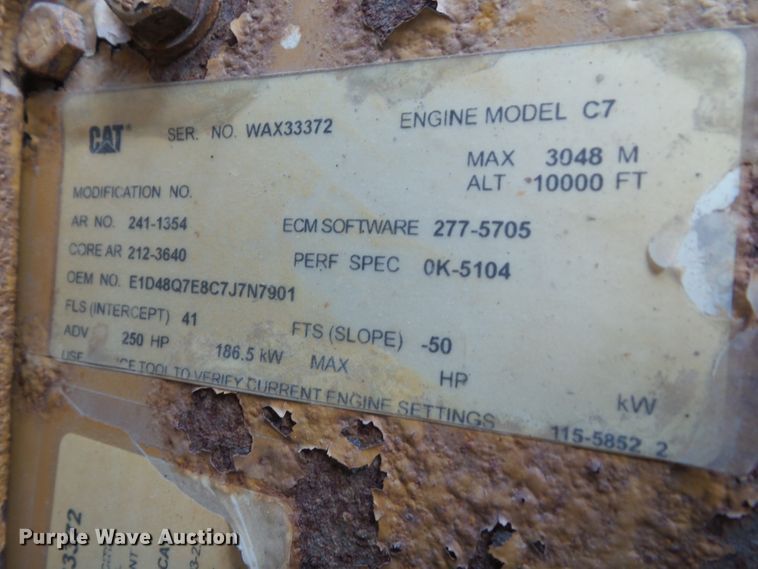 CAT SER. NO. WAX33372 ENGINE MODEL C7
MAX 3048 M
ALT 10000 FT
MODIFICATION NO.
AR NO. 241-1354 ECM SOFTWARE 277-5705
CORE AR 212-3640 PERF SPEC 0K-5104
OEM NO. E1D48Q7E8C7J7N7901
FLS (INTERCEPT) 41 FTS (SLOPE) -50
ADV 250 HP 186.5 kW MAX HP kW
USE TOOL TO VERIFY CURRENT ENGINE SETTINGS 115-5852 2
Purple Wave Auction®